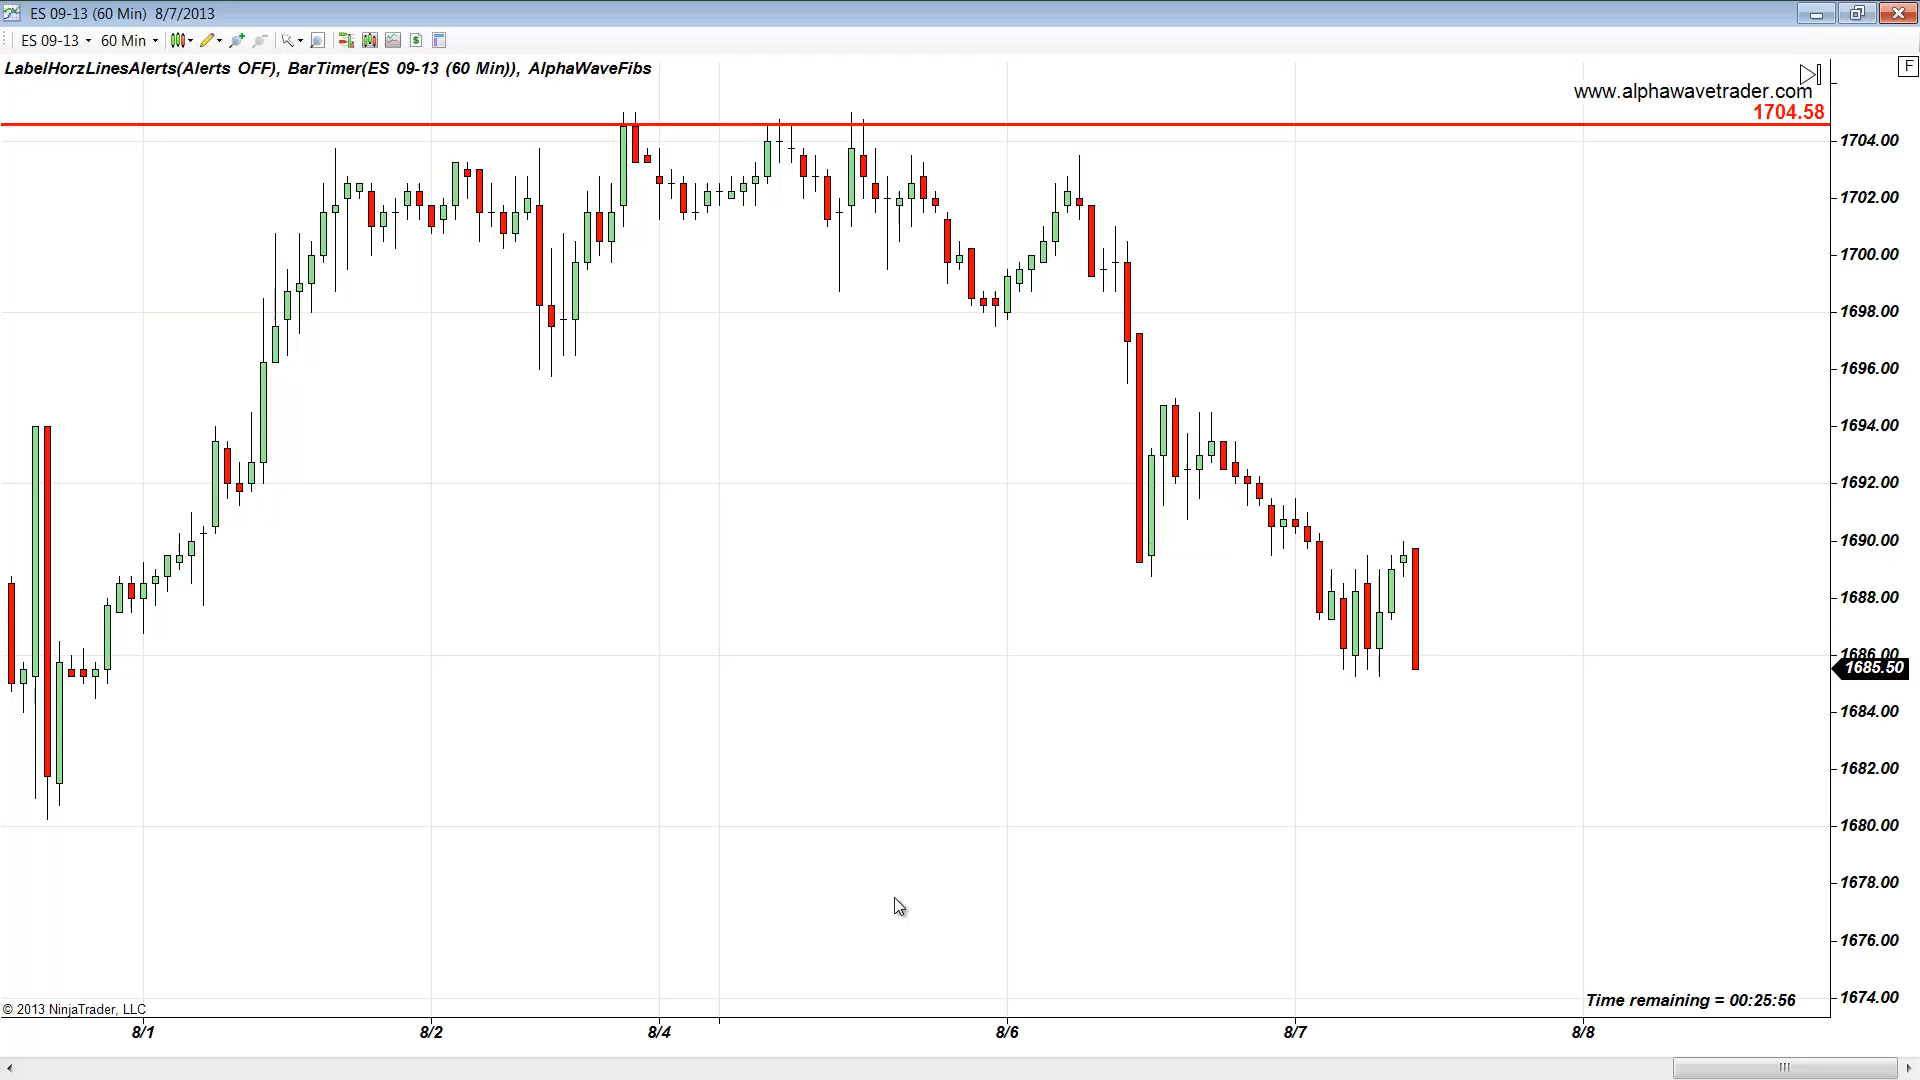 ES 09-13 (60 Min)  8/7/2013
ES 09-13 60 Min
LabelHorzLinesAlerts(Alerts OFF), BarTimer(ES 09-13 (60 Min)), AlphaWaveFibs
F
www.alphawavetrader.com
1704.58
1704.00
1702.00
1700.00
1698.00
1696.00
1694.00
1692.00
1690.00
1688.00
1686.00
1685.50
1684.00
1682.00
1680.00
1678.00
1676.00
1674.00
Time remaining = 00:25:56
© 2013 NinjaTrader, LLC
8/1 8/2 8/4 8/6 8/7 8/8